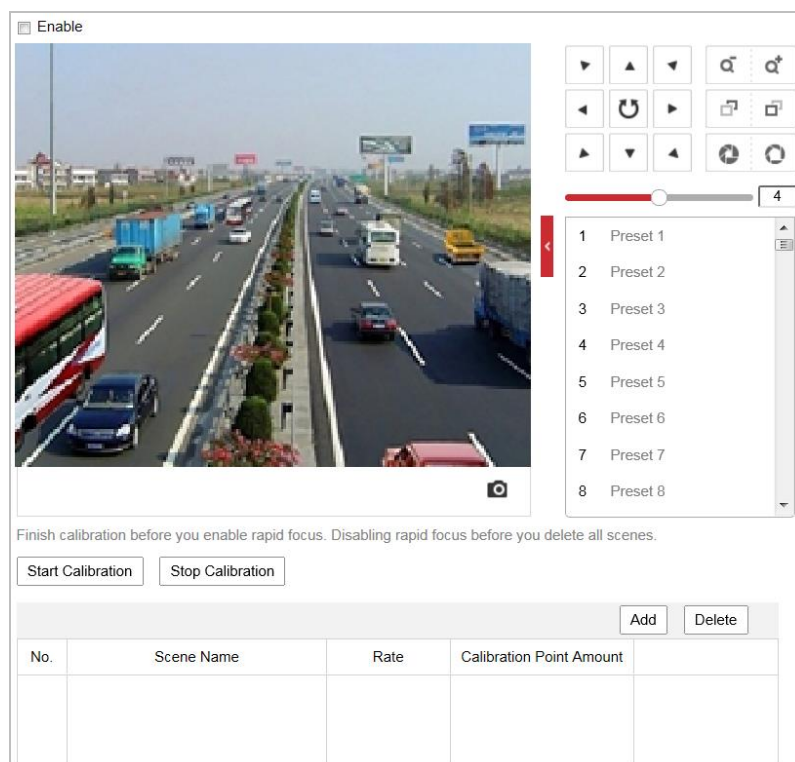 Enable
4
1 Preset 1
2 Preset 2
3 Preset 3
4 Preset 4
5 Preset 5
6 Preset 6
7 Preset 7
8 Preset 8
Finish calibration before you enable rapid focus. Disabling rapid focus before you delete all scenes.
Start Calibration Stop Calibration
Add Delete
No. Scene Name Rate Calibration Point Amount